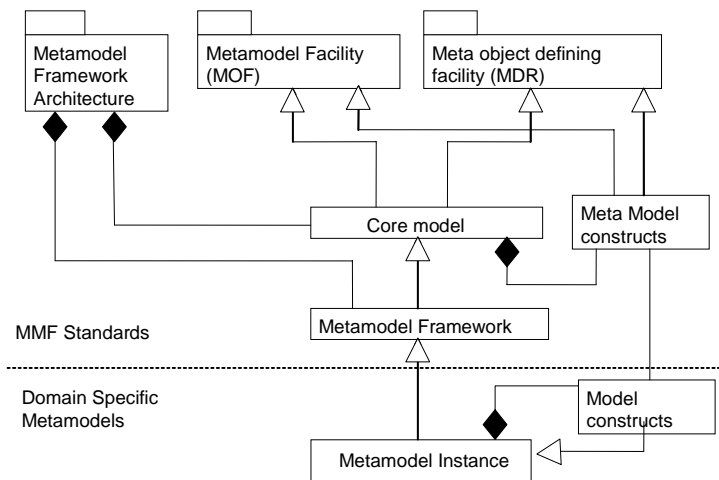 Metamodel
Framework
Architecture
Metamodel Facility
(MOF)
Meta object defining
facility (MDR)
Core model
Meta Model
constructs
Metamodel Framework
MMF Standards
Domain Specific
Metamodels
Model
constructs
Metamodel Instance